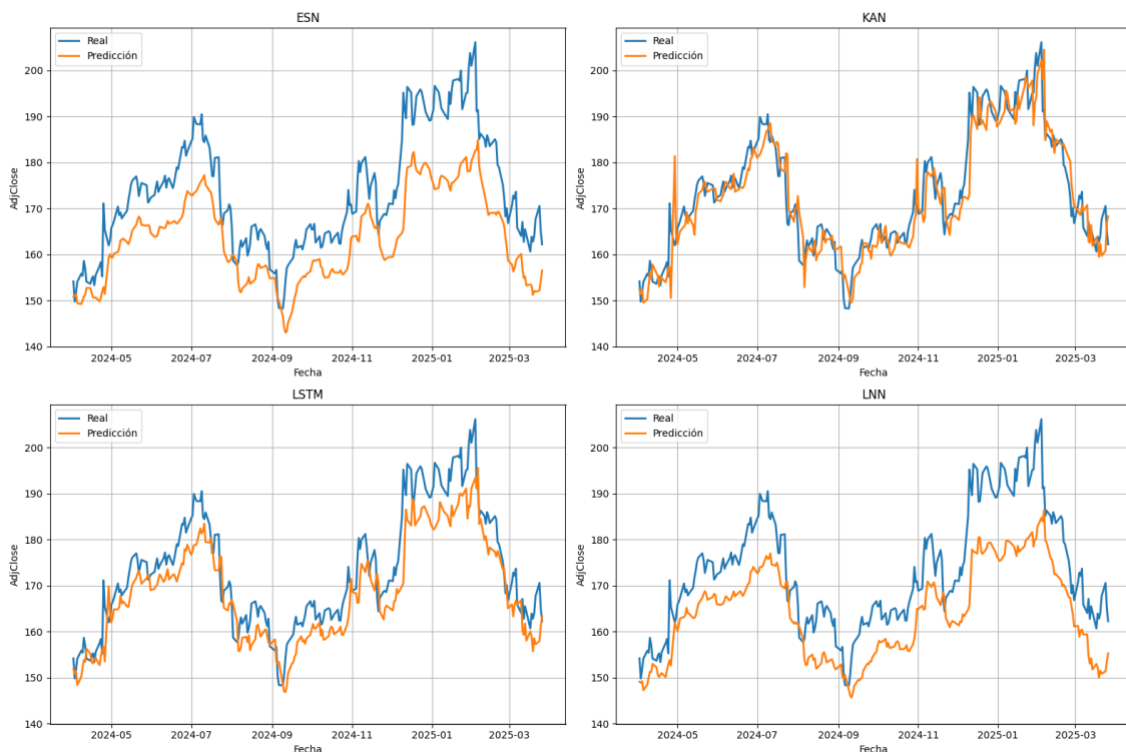 ESN
Real
Predicción
AdjClose
200
190
180
170
160
150
140
2024-05
2024-07
2024-09
2024-11
2025-01
2025-03
Fecha
KAN
Real
Predicción
AdjClose
200
190
180
170
160
150
140
2024-05
2024-07
2024-09
2024-11
2025-01
2025-03
Fecha
LSTM
Real
Predicción
AdjClose
200
190
180
170
160
150
140
2024-05
2024-07
2024-09
2024-11
2025-01
2025-03
Fecha
LNN
Real
Predicción
AdjClose
200
190
180
170
160
150
140
2024-05
2024-07
2024-09
2024-11
2025-01
2025-03
Fecha